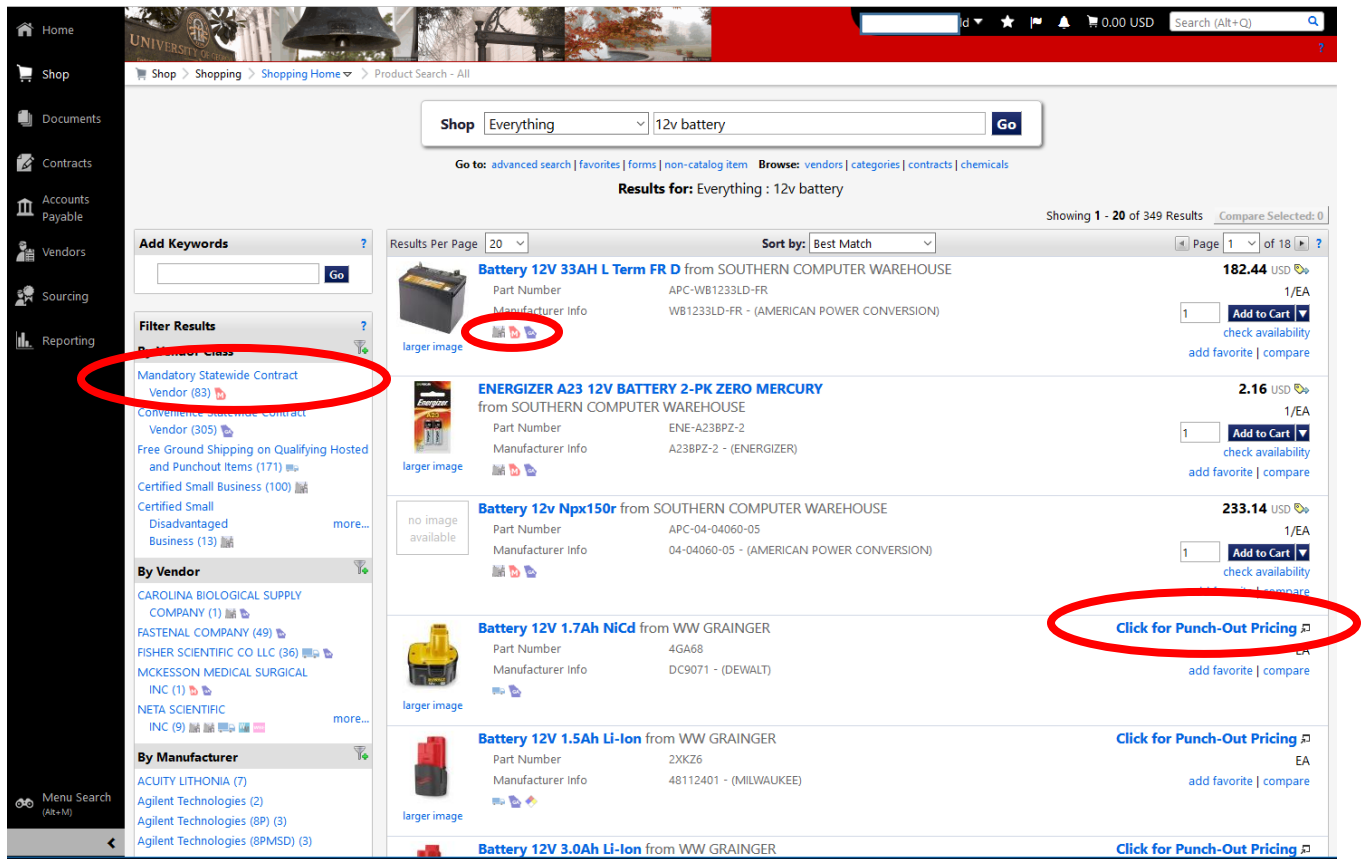 Home
Shop
Documents
Contracts
Accounts
Payable
Vendors
Sourcing
Reporting
Menu Search
(Alt+M)
UNIVERSITY OF
ld
0.00 USD
Search (Alt+Q)
?
Shop > Shopping > Shopping Home > Product Search - All
Shop Everything 12v battery Go
Go to: advanced search | favorites | forms | non-catalog item Browse: vendors | categories | contracts | chemicals
Results for: Everything : 12v battery
Showing 1 - 20 of 349 Results Compare Selected: 0
Add Keywords ?
Go
Filter Results ?
By Vendor Class
Mandatory Statewide Contract
Vendor (83)
Convenience Statewide Contract
Vendor (305)
Free Ground Shipping on Qualifying Hosted
and Punchout Items (171)
Certified Small Business (100)
Certified Small
Disadvantaged
Business (13)
more...
By Vendor
CAROLINA BIOLOGICAL SUPPLY
COMPANY (1)
FASTENAL COMPANY (49)
FISHER SCIENTIFIC CO LLC (36)
MCKESSON MEDICAL SURGICAL
INC (1)
NETA SCIENTIFIC
INC (9)
more...
By Manufacturer
ACUITY LITHONIA (7)
Agilent Technologies (2)
Agilent Technologies (8P) (3)
Agilent Technologies (8PMSD) (3)
Results Per Page 20 Sort by: Best Match Page 1 of 18 ?
Battery 12V 33AH L Term FR D from SOUTHERN COMPUTER WAREHOUSE
Part Number APC-WB1233LD-FR
Manufacturer Info WB1233LD-FR - (AMERICAN POWER CONVERSION)
larger image
182.44 USD
1/EA
1 Add to Cart
check availability
add favorite | compare
ENERGIZER A23 12V BATTERY 2-PK ZERO MERCURY
from SOUTHERN COMPUTER WAREHOUSE
Part Number ENE-A23BPZ-2
Manufacturer Info A23BPZ-2 - (ENERGIZER)
Energizer
larger image
2.16 USD
1/EA
1 Add to Cart
check availability
add favorite | compare
Battery 12v Npx150r from SOUTHERN COMPUTER WAREHOUSE
Part Number APC-04-04060-05
Manufacturer Info 04-04060-05 - (AMERICAN POWER CONVERSION)
no image
available
233.14 USD
1/EA
1 Add to Cart
check availability
add favorite | compare
Battery 12V 1.7Ah NiCd from WW GRAINGER
Part Number 4GA68
Manufacturer Info DC9071 - (DEWALT)
larger image
Click for Punch-Out Pricing
EA
add favorite | compare
Battery 12V 1.5Ah Li-Ion from WW GRAINGER
Part Number 2XKZ6
Manufacturer Info 48112401 - (MILWAUKEE)
larger image
Click for Punch-Out Pricing
EA
add favorite | compare
Battery 12V 3.0Ah Li-Ion from WW GRAINGER
Click for Punch-Out Pricing